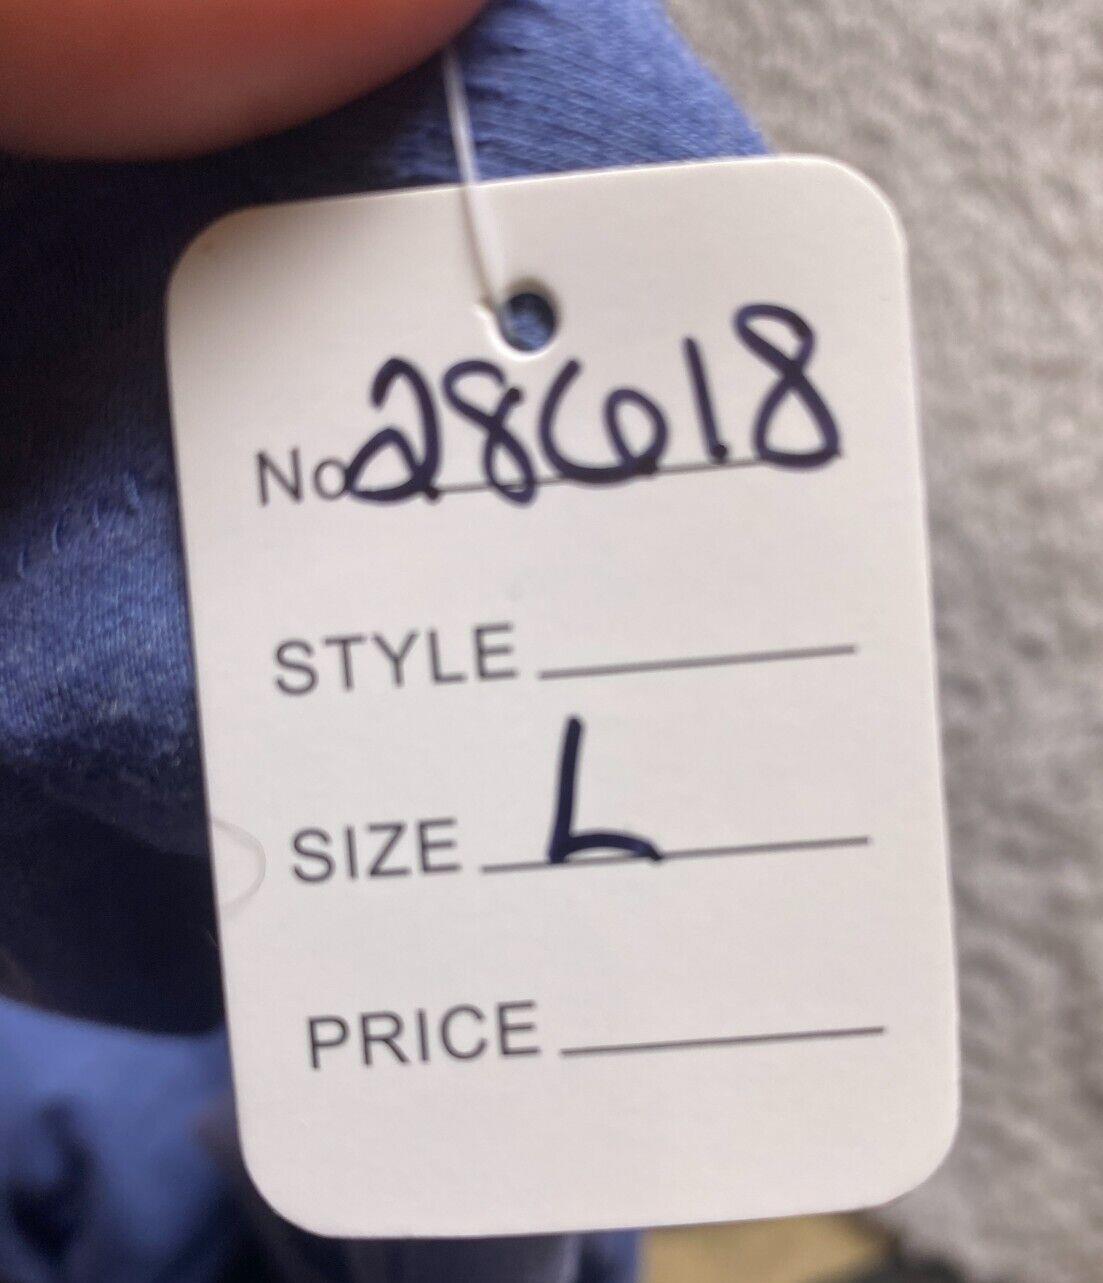 No 28618
STYLE
SIZE L
PRICE